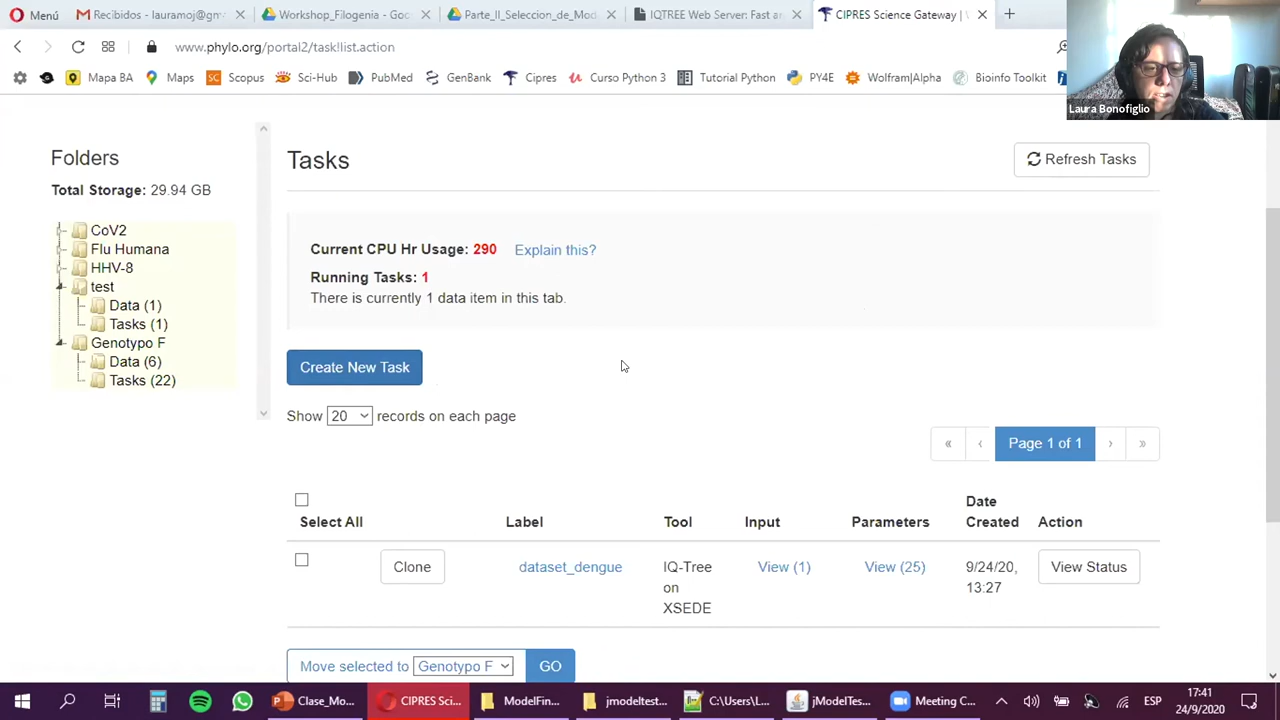 Menú
Recibidos - lauramoj@gm
Workshop_Filogenia - Goo
Parte_II_Seleccion_de_Mod
IQTREE Web Server: Fast a
CIPRES Science Gateway |
www.phylo.org/portal2/task!list.action
Mapa BA
Maps
Scopus
Sci-Hub
PubMed
GenBank
Cipres
Curso Python 3
Tutorial Python
PY4E
Wolfram|Alpha
Bioinfo Toolkit
Laura Bonofiglio
Folders
Total Storage: 29.94 GB
CoV2
Flu Humana
HHV-8
test
Data (1)
Tasks (1)
Genotypo F
Data (6)
Tasks (22)
Tasks
Refresh Tasks
Current CPU Hr Usage: 290 Explain this?
Running Tasks: 1
There is currently 1 data item in this tab.
Create New Task
Show 20 records on each page
« ‹ Page 1 of 1 › »
Select All
Label
Tool
Input
Parameters
Date Created
Action
Clone
dataset_dengue
IQ-Tree on XSEDE
View (1)
View (25)
9/24/20, 13:27
View Status
Move selected to Genotypo F GO
Clase_Mo...
CIPRES Sci...
ModelFin...
jmodeltest...
C:\Users\L...
jModelTes...
Meeting C...
ESP
17:41
24/9/2020